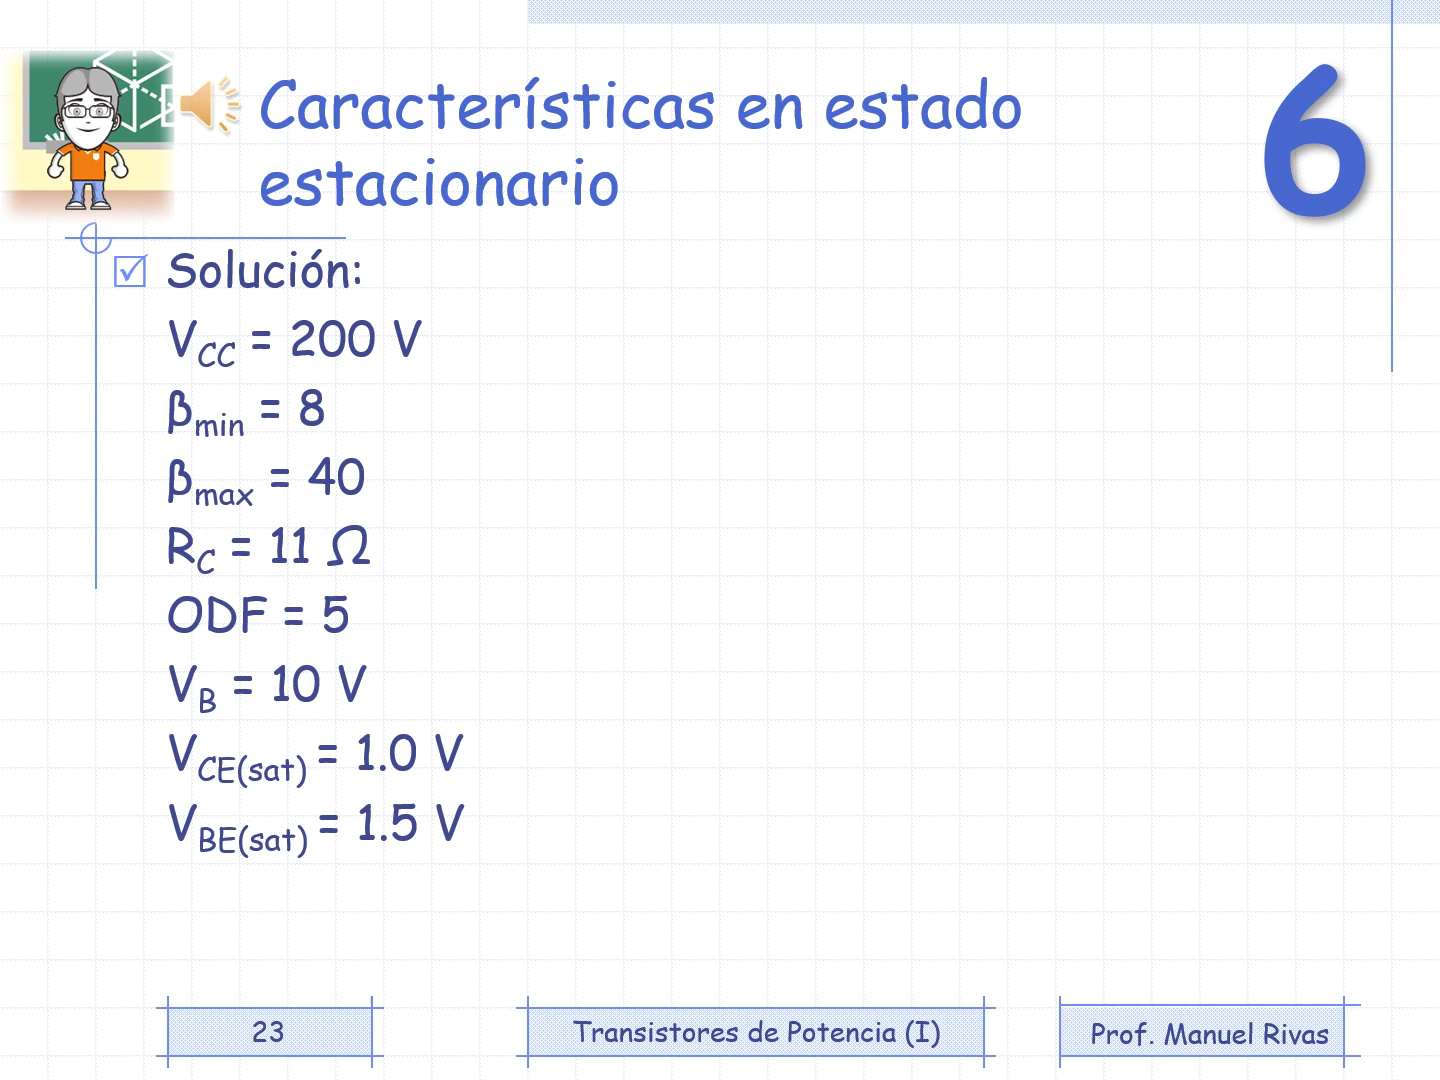 Características en estado
estacionario
6
Solución:
V_CC = 200 V
β_min = 8
β_max = 40
R_C = 11 Ω
ODF = 5
V_B = 10 V
V_CE(sat) = 1.0 V
V_BE(sat) = 1.5 V
23
Transistores de Potencia (I)
Prof. Manuel Rivas